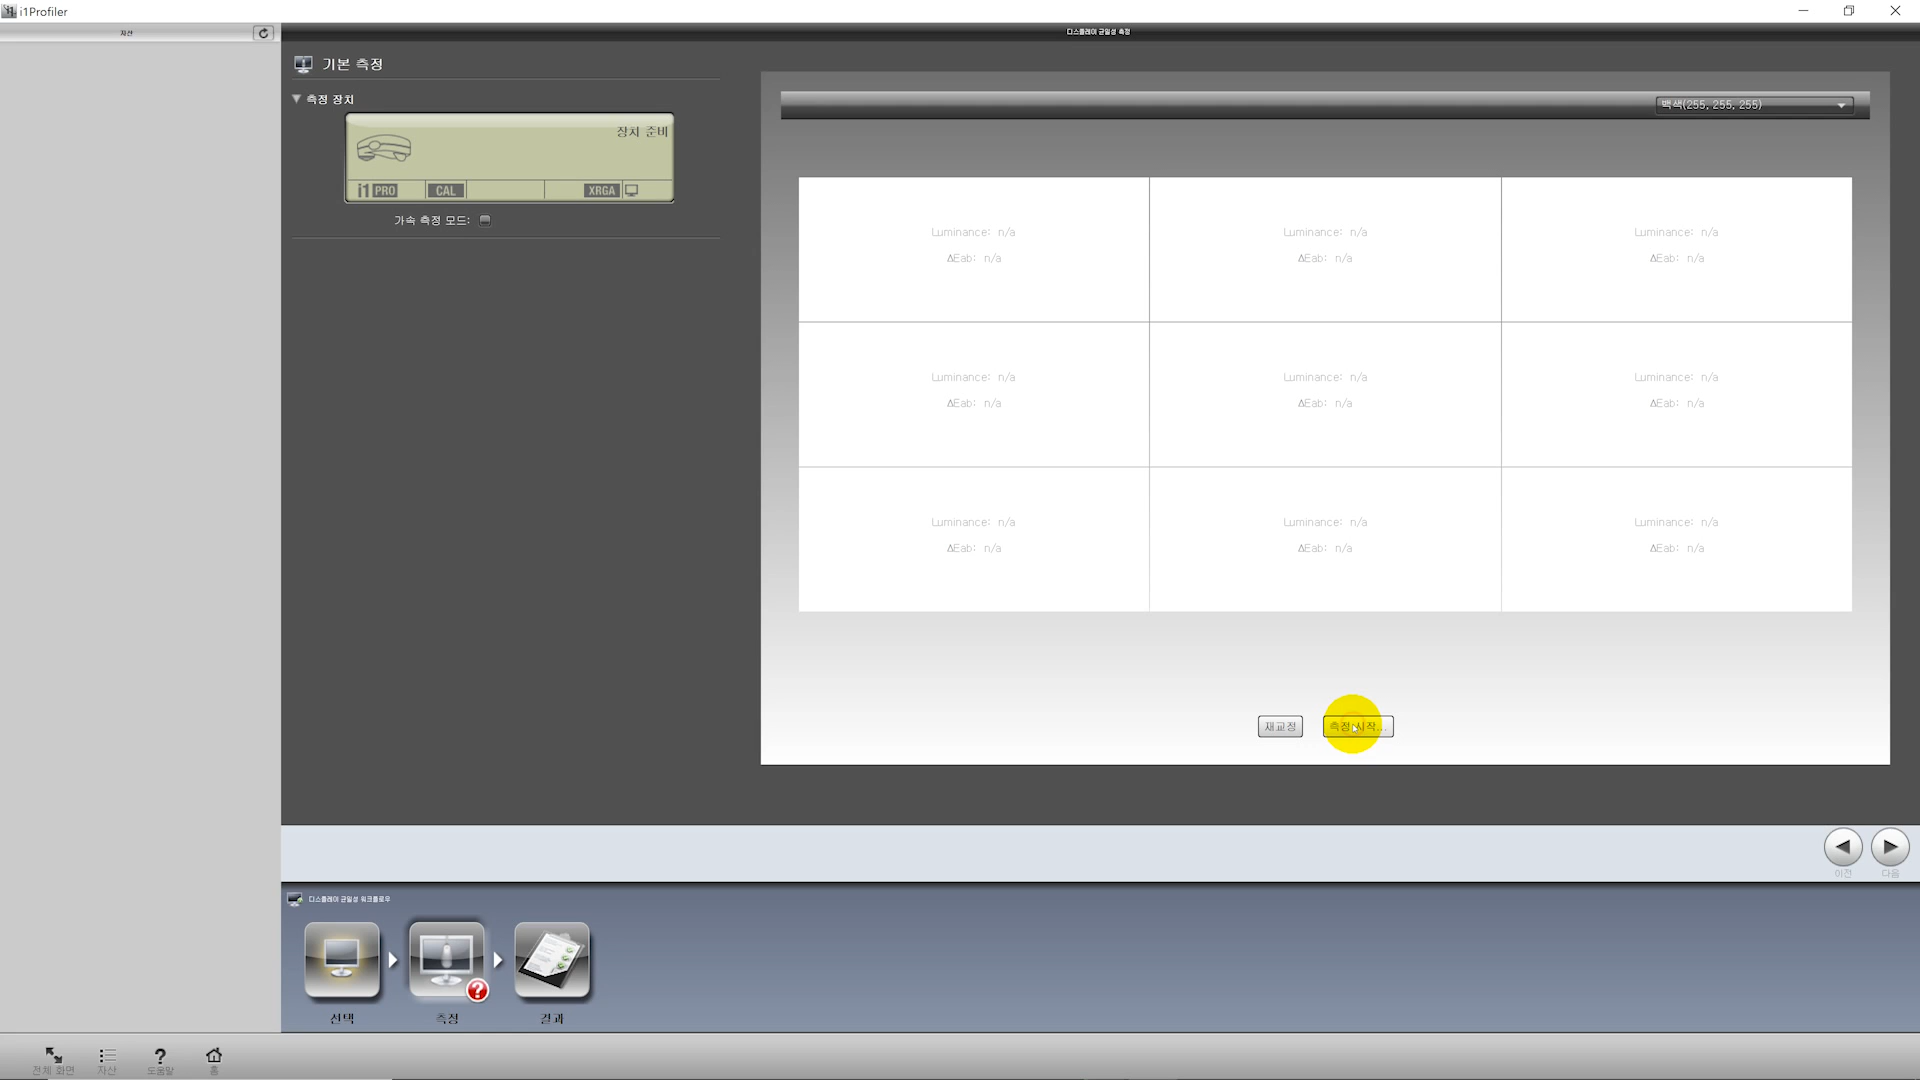 i1Profiler
자산
디스플레이 균일성 측정
기본 측정
측정 장치
장치 준비
i1 PRO CAL XRGA
가속 측정 모드:
백색(255, 255, 255)
Luminance: n/a Luminance: n/a Luminance: n/a
ΔEab: n/a ΔEab: n/a ΔEab: n/a
Luminance: n/a Luminance: n/a Luminance: n/a
ΔEab: n/a ΔEab: n/a ΔEab: n/a
Luminance: n/a Luminance: n/a Luminance: n/a
ΔEab: n/a ΔEab: n/a ΔEab: n/a
재교정 측정 시작...
이전 다음
디스플레이 균일성 워크플로우
선택 측정 결과
전체 화면 자산 도움말 홈